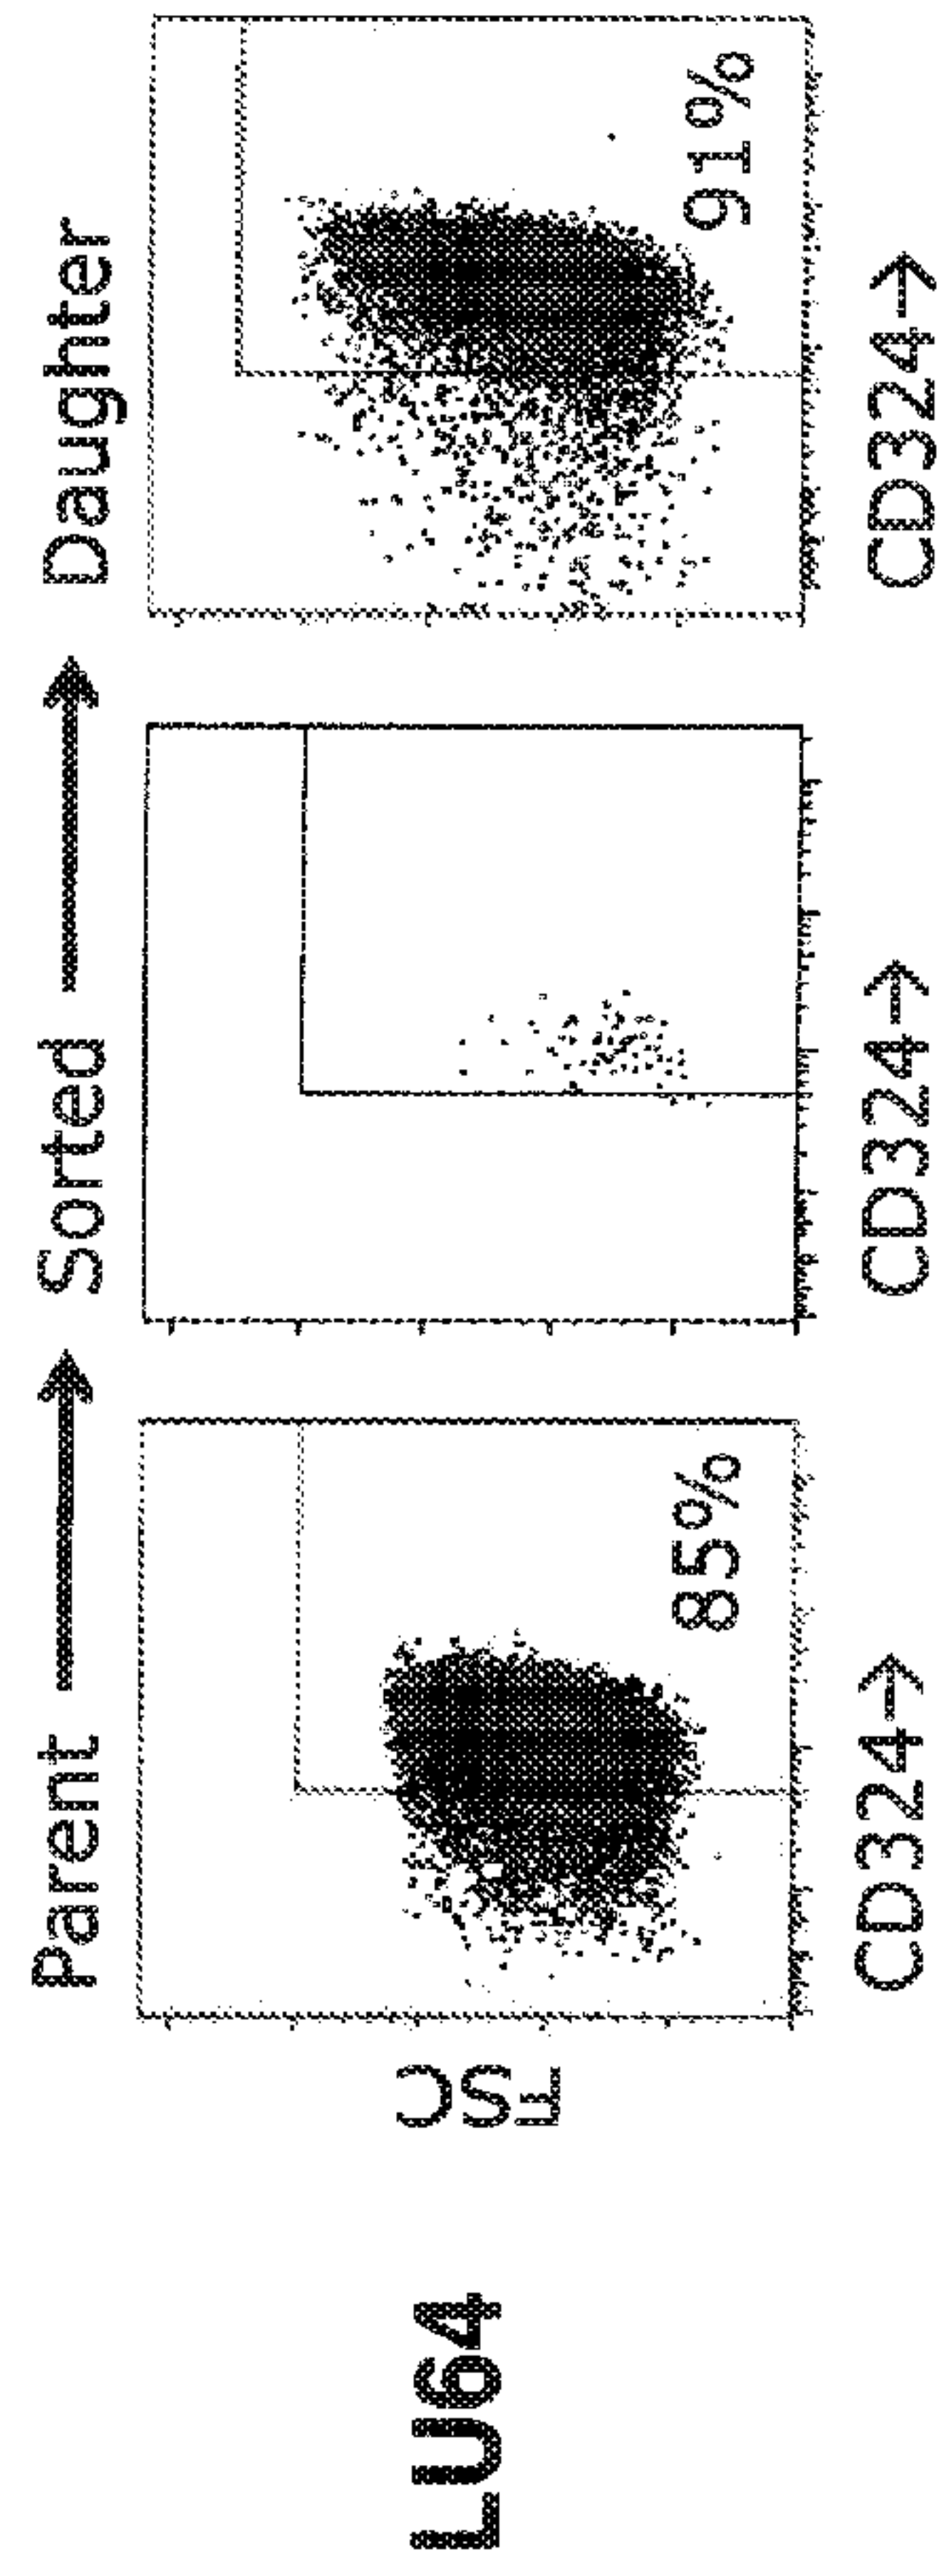 Parent → Sorted → Daughter
LU64
FSC
85%
91%
CD324→
CD324→
CD324→